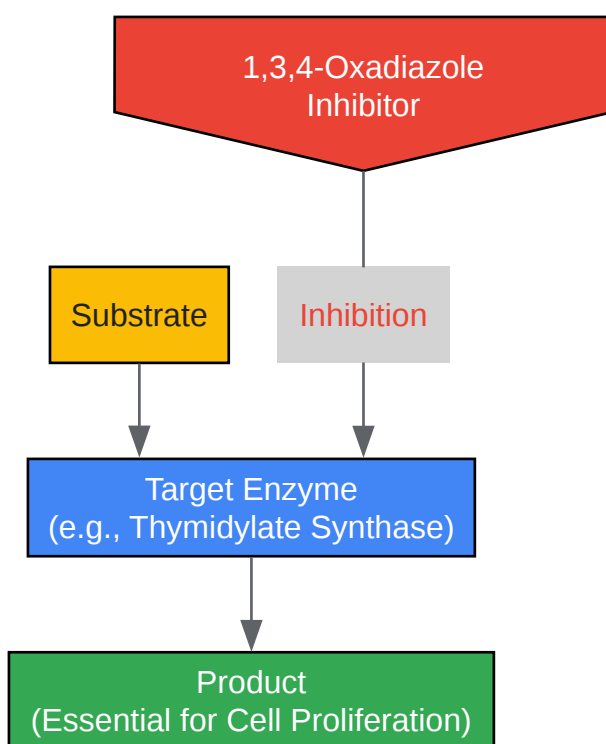 1,3,4-Oxadiazole
Inhibitor
Substrate
Inhibition
Target Enzyme
(e.g., Thymidylate Synthase)
Product
(Essential for Cell Proliferation)